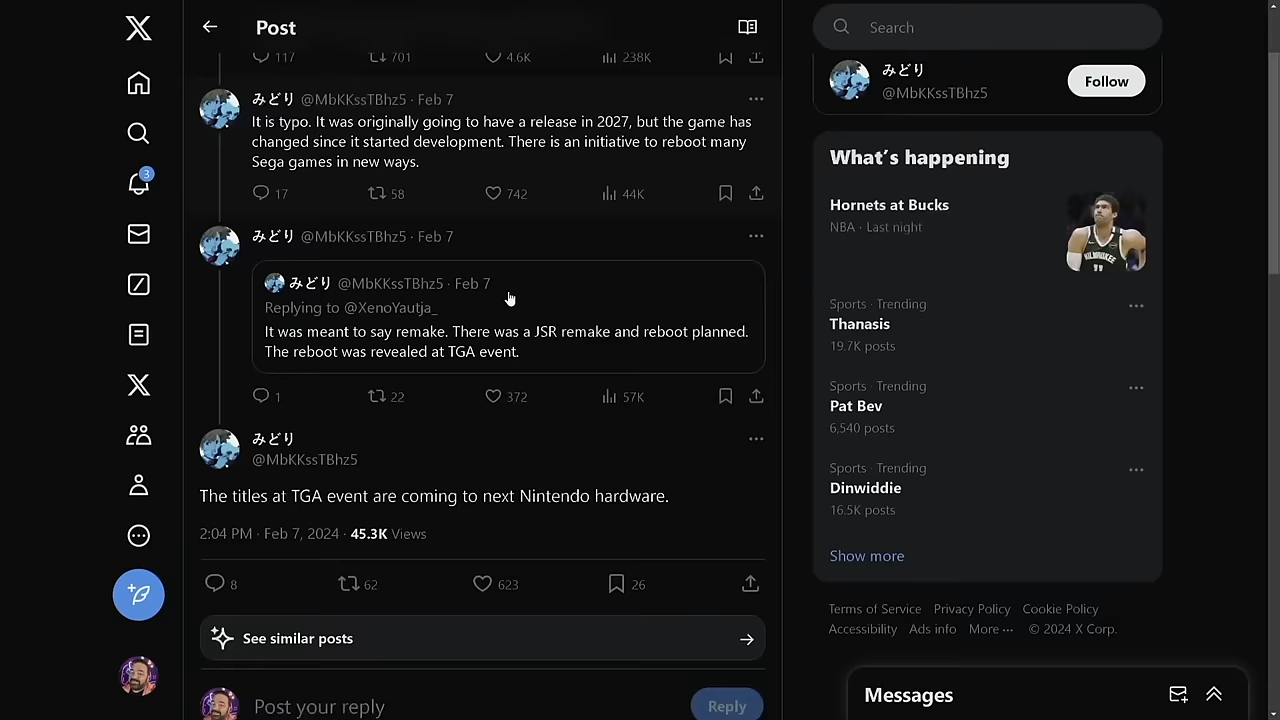 Post
Search
117 701 4.6K 238K
みどり
@MbKKssTBhz5
Follow
みどり @MbKKssTBhz5 · Feb 7
It is typo. It was originally going to have a release in 2027, but the game has
changed since it started development. There is an initiative to reboot many
Sega games in new ways.
17 58 742 44K
3
みどり @MbKKssTBhz5 · Feb 7
みどり @MbKKssTBhz5 · Feb 7
Replying to @XenoYautja_
It was meant to say remake. There was a JSR remake and reboot planned.
The reboot was revealed at TGA event.
1 22 372 57K
みどり
@MbKKssTBhz5
The titles at TGA event are coming to next Nintendo hardware.
2:04 PM · Feb 7, 2024 · 45.3K Views
8 62 623 26
See similar posts
Post your reply
Reply
What's happening
Hornets at Bucks
NBA · Last night
MILWAUKEE
11
Sports · Trending
Thanasis
19.7K posts
Sports · Trending
Pat Bev
6,540 posts
Sports · Trending
Dinwiddie
16.5K posts
Show more
Terms of Service Privacy Policy Cookie Policy
Accessibility Ads info More ··· © 2024 X Corp.
Messages